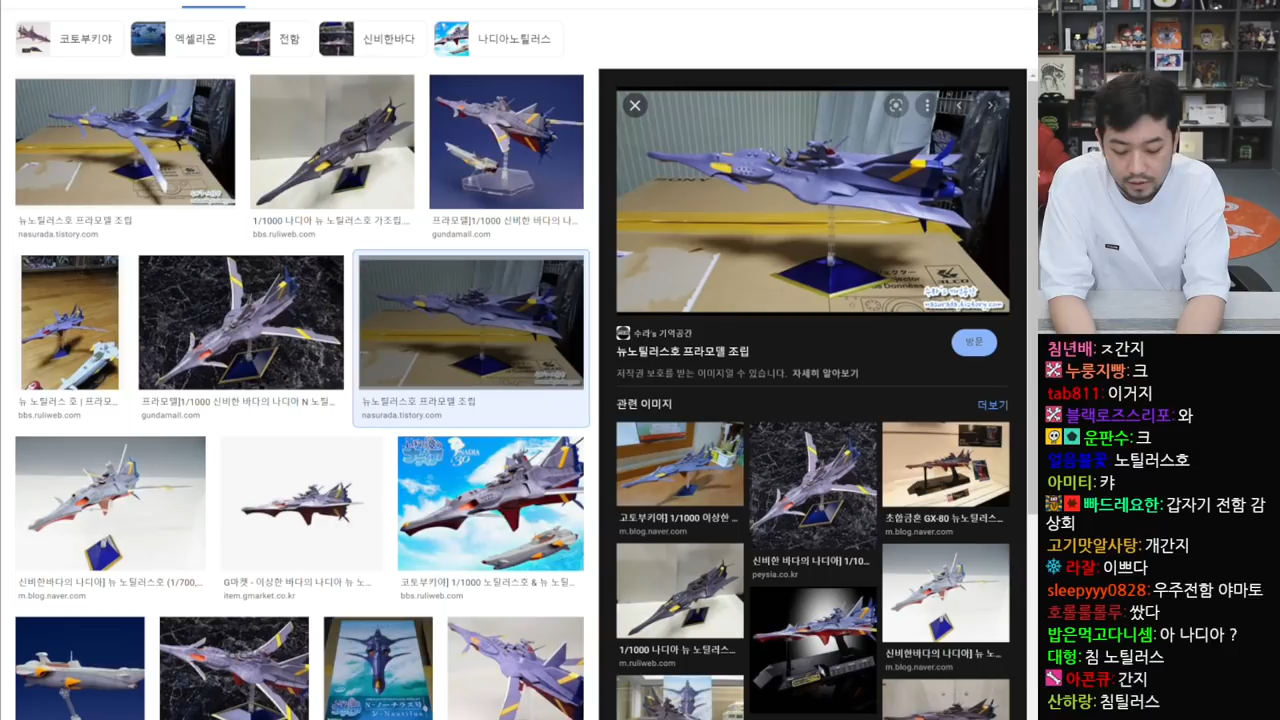 코토부키야
엑셀리온
전함
신비한바다
나디아노틸러스
뉴노틸러스호 프라모델 조립
nasurada.tistory.com
1/1000 나디아 뉴 노틸러스호 가조립...
bbs.ruliweb.com
프라모델]1/1000 신비한 바다의 나...
gundamall.com
뉴 노틸러스 호 | 프라모...
bbs.ruliweb.com
프라모델]1/1000 신비한 바다의 나디아 N 노틸...
gundamall.com
뉴노틸러스호 프라모델 조립
nasurada.tistory.com
신비한바다의 나디아] 뉴 노틸러스호 (1/700,...
m.blog.naver.com
G마켓 - 이상한 바다의 나디아 뉴 노...
item.gmarket.co.kr
코토부키야] 1/1000 노틸러스호 & 뉴 노틸...
bbs.ruliweb.com
SONY
수라's 기억공간
nasurada.tistory.com
수라's 기억공간
방문
뉴노틸러스호 프라모델 조립
저작권 보호를 받는 이미지일 수 있습니다. 자세히 알아보기
관련 이미지
더보기
고토부키야] 1/1000 이상한 ...
m.blog.naver.com
신비한 바다의 나디아] 1/10...
peysia.co.kr
초합금혼 GX-80 뉴노틸러스...
m.blog.naver.com
1/1000 나디아 뉴 노틸러스...
m.ruliweb.com
신비한바다의 나디아] 뉴 노...
m.blog.naver.com
침년배: ㅈ간지
누룽지빵: 크
tab811: 이거지
블랙로즈스리포: 와
운판수: 크
얼음불꽃: 노틸러스호
아미티: 캬
빠드레요한: 갑자기 전함 감
상회
고기맛알사탕: 개간지
라잘: 이쁘다
sleepyyy0828: 우주전함 야마토
호롤롤롤루: 쌌다
밥은먹고다니셈: 아 나디아 ?
대헝: 침 노틸러스
아콘큐: 간지
산하랑: 침틸러스